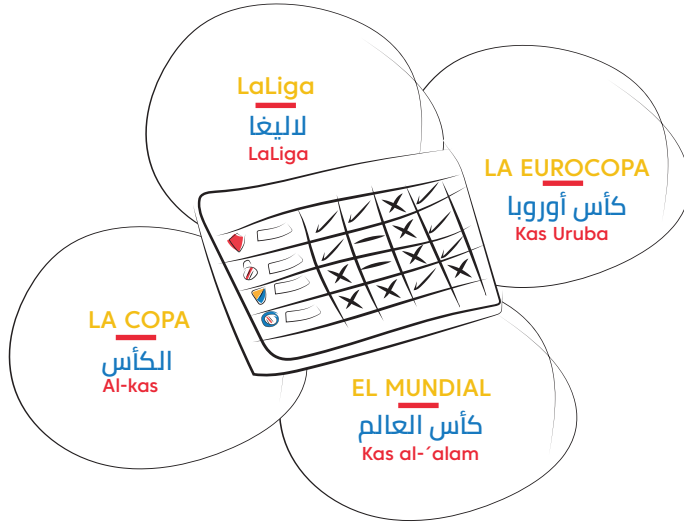 LaLiga
لاليغا
LaLiga
LA EUROCOPA
كأس أوروبا
Kas Uruba
LA COPA
الكأس
Al-kas
EL MUNDIAL
كأس العالم
Kas al-´alam